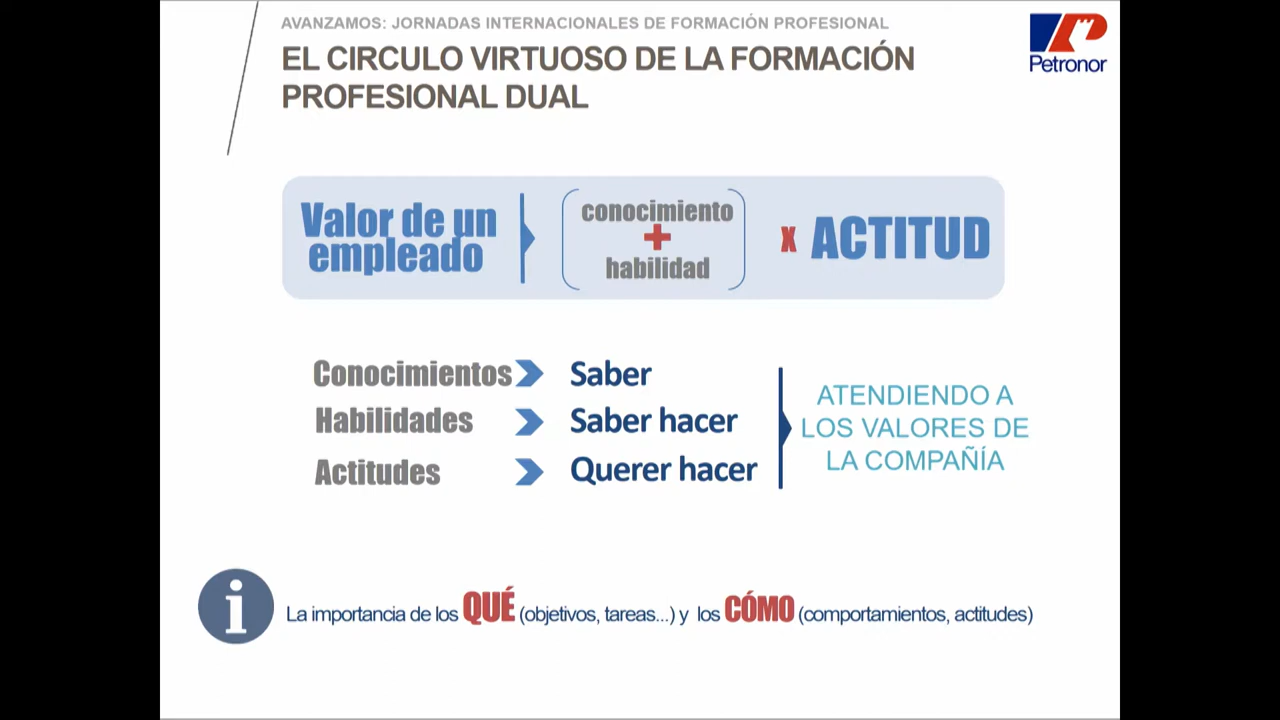 AVANZAMOS: JORNADAS INTERNACIONALES DE FORMACIÓN PROFESIONAL
EL CIRCULO VIRTUOSO DE LA FORMACIÓN
PROFESIONAL DUAL
Petronor
Valor de un
empleado
conocimiento
+
habilidad
x ACTITUD
Conocimientos
Saber
Habilidades
Saber hacer
Actitudes
Querer hacer
ATENDIENDO A
LOS VALORES DE
LA COMPAÑÍA
i
La importancia de los QUÉ (objetivos, tareas...) y los CÓMO (comportamientos, actitudes)